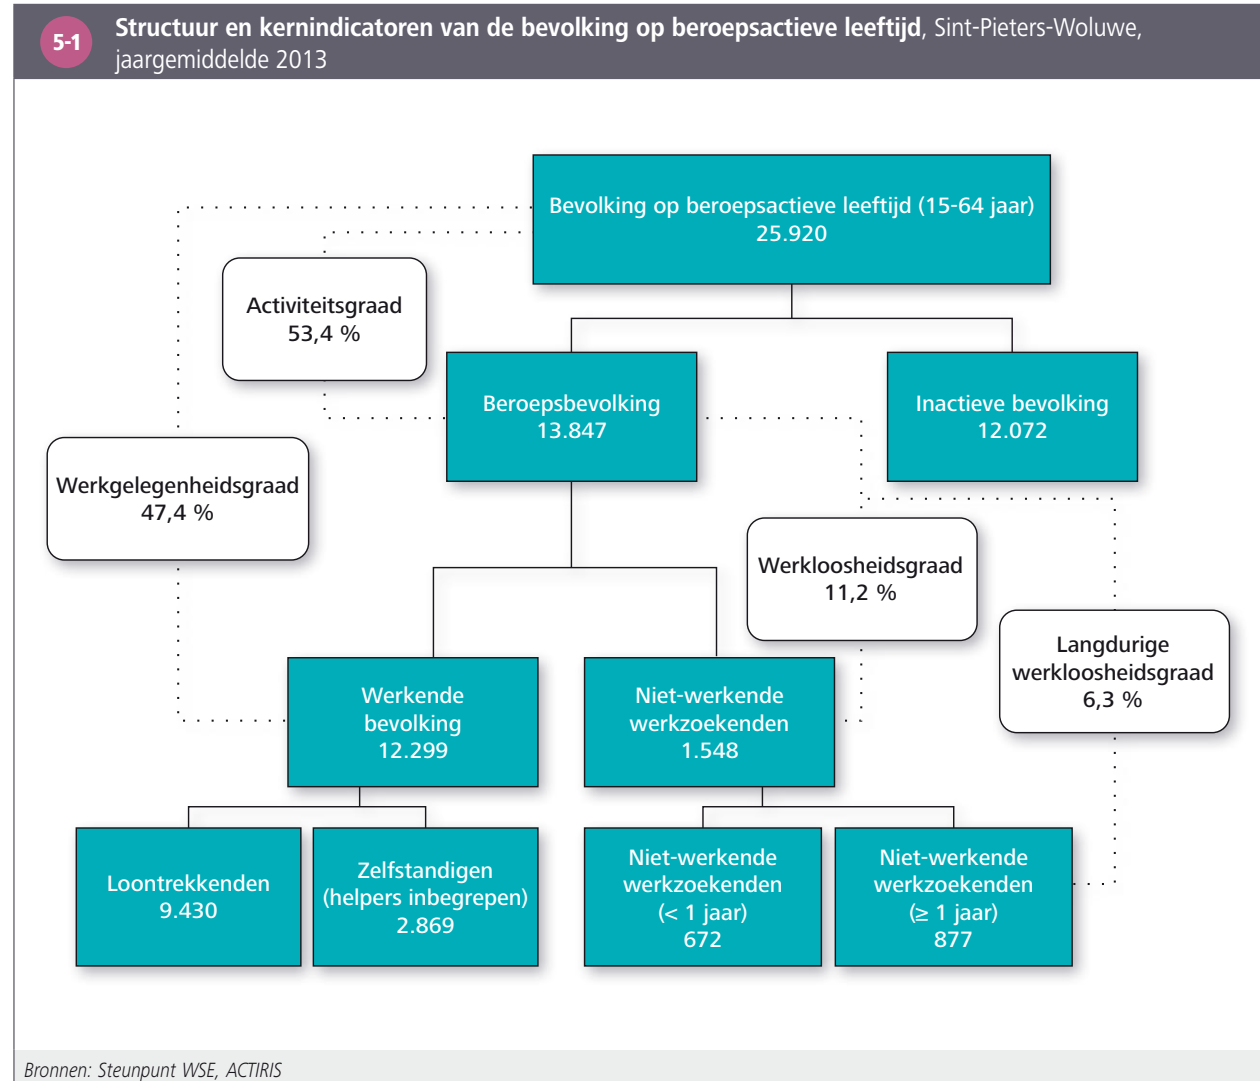 5-1
Structuur en kernindicatoren van de bevolking op beroepsactieve leeftijd, Sint-Pieters-Woluwe,
jaargemiddelde 2013
Bevolking op beroepsactieve leeftijd (15-64 jaar)
25.920
Activiteitsgraad
53,4 %
Beroepsbevolking
13.847
Inactieve bevolking
12.072
Werkgelegenheidsgraad
47,4 %
Werkloosheidsgraad
11,2 %
Langdurige
werkloosheidsgraad
6,3 %
Werkende
bevolking
12.299
Niet-werkende
werkzoekenden
1.548
Loontrekkenden
9.430
Zelfstandigen
(helpers inbegrepen)
2.869
Niet-werkende
werkzoekenden
(< 1 jaar)
672
Niet-werkende
werkzoekenden
(≥ 1 jaar)
877
Bronnen: Steunpunt WSE, ACTIRIS